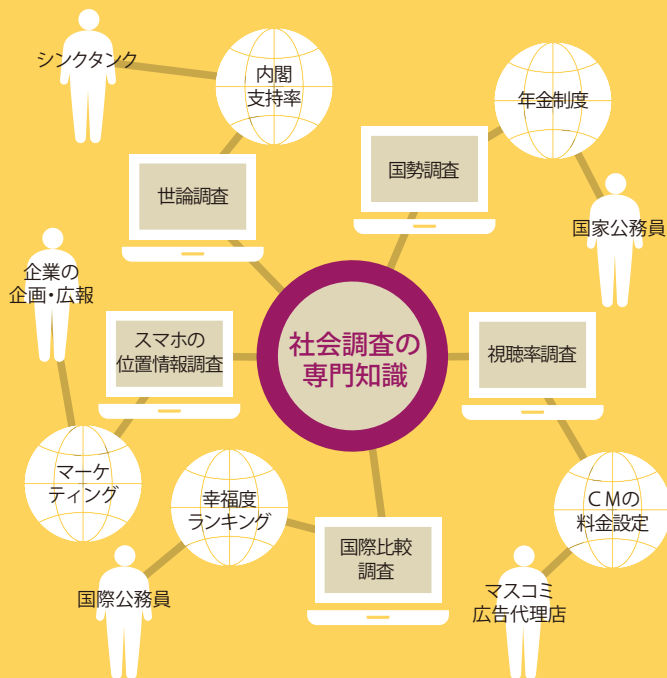 シンクタンク
内閣
支持率
年金制度
国勢調査
世論調査
国家公務員
企業の
企画・広報
スマホの
位置情報調査
社会調査の
専門知識
視聴率調査
マーケ
ティング
幸福度
ランキング
CMの
料金設定
国際比較
調査
国際公務員
マスコミ
広告代理店